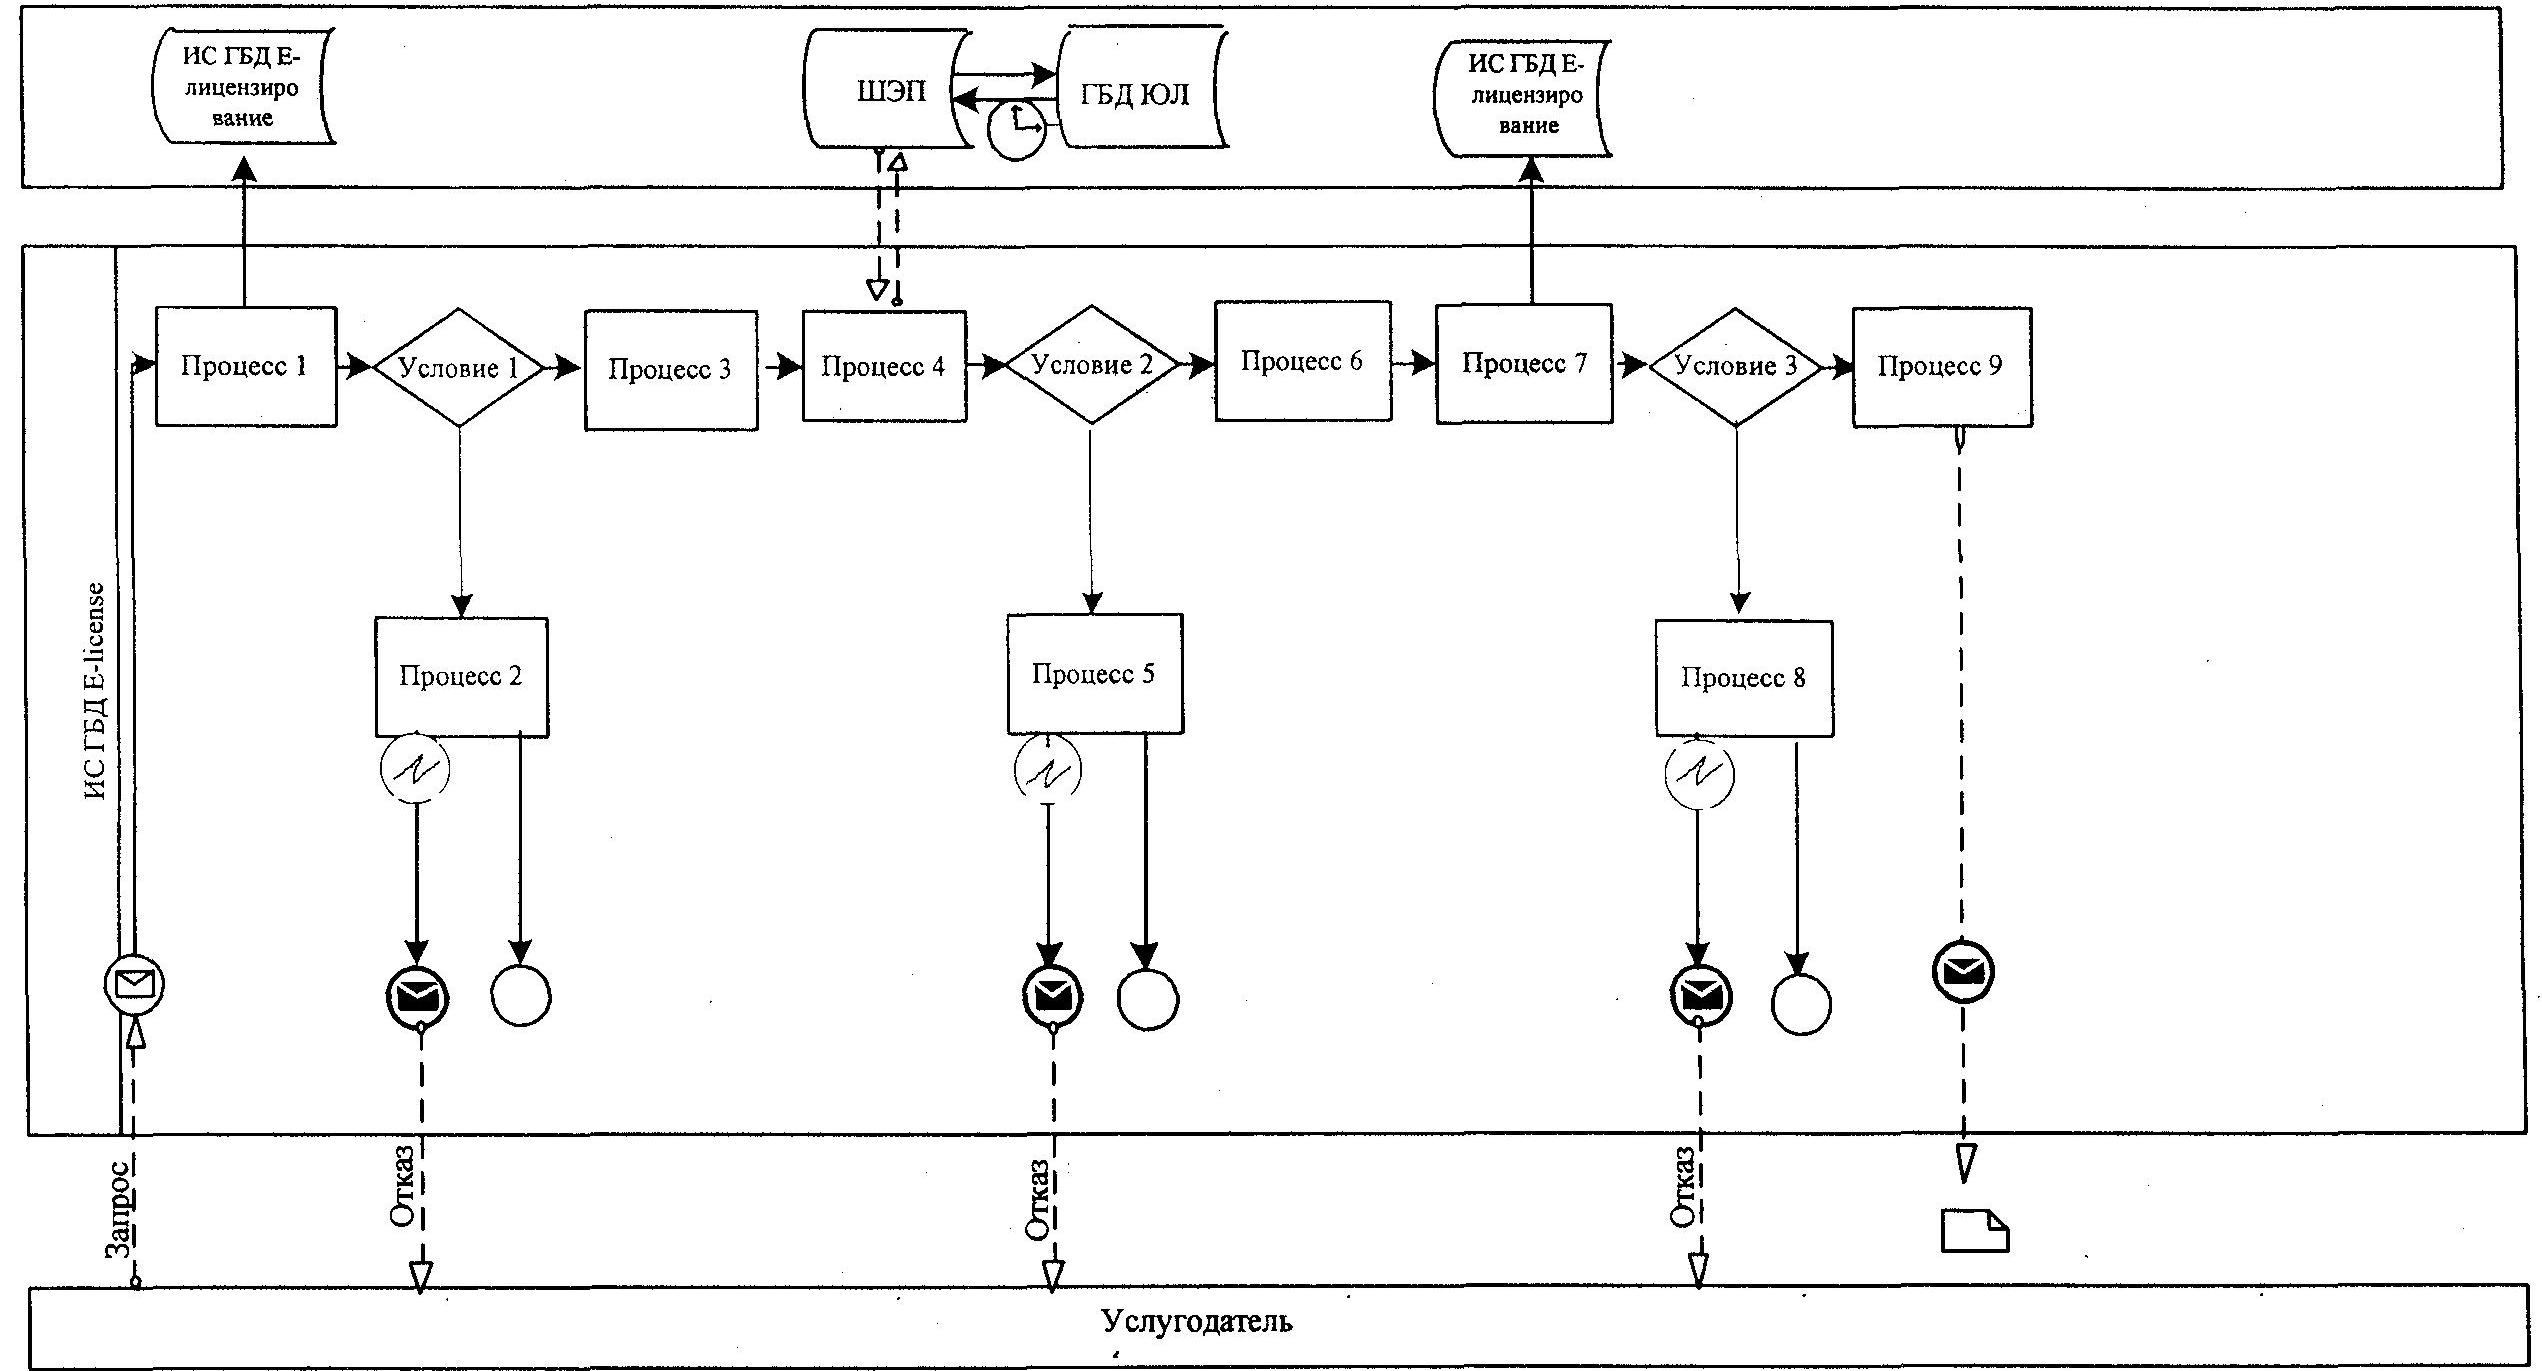 ИС ГБД Е-
лицензиро
вание
ШЭП
ГБД ЮЛ
ИС ГБД Е-
лицензиро
вание
ИС ГБД E-license
Процесс 1
Условие 1
Процесс 3
Процесс 4
Условие 2
Процесс 6
Процесс 7
Условие 3
Процесс 9
Процесс 2
Процесс 5
Процесс 8
Запрос
Отказ
Отказ
Отказ
Услугодатель